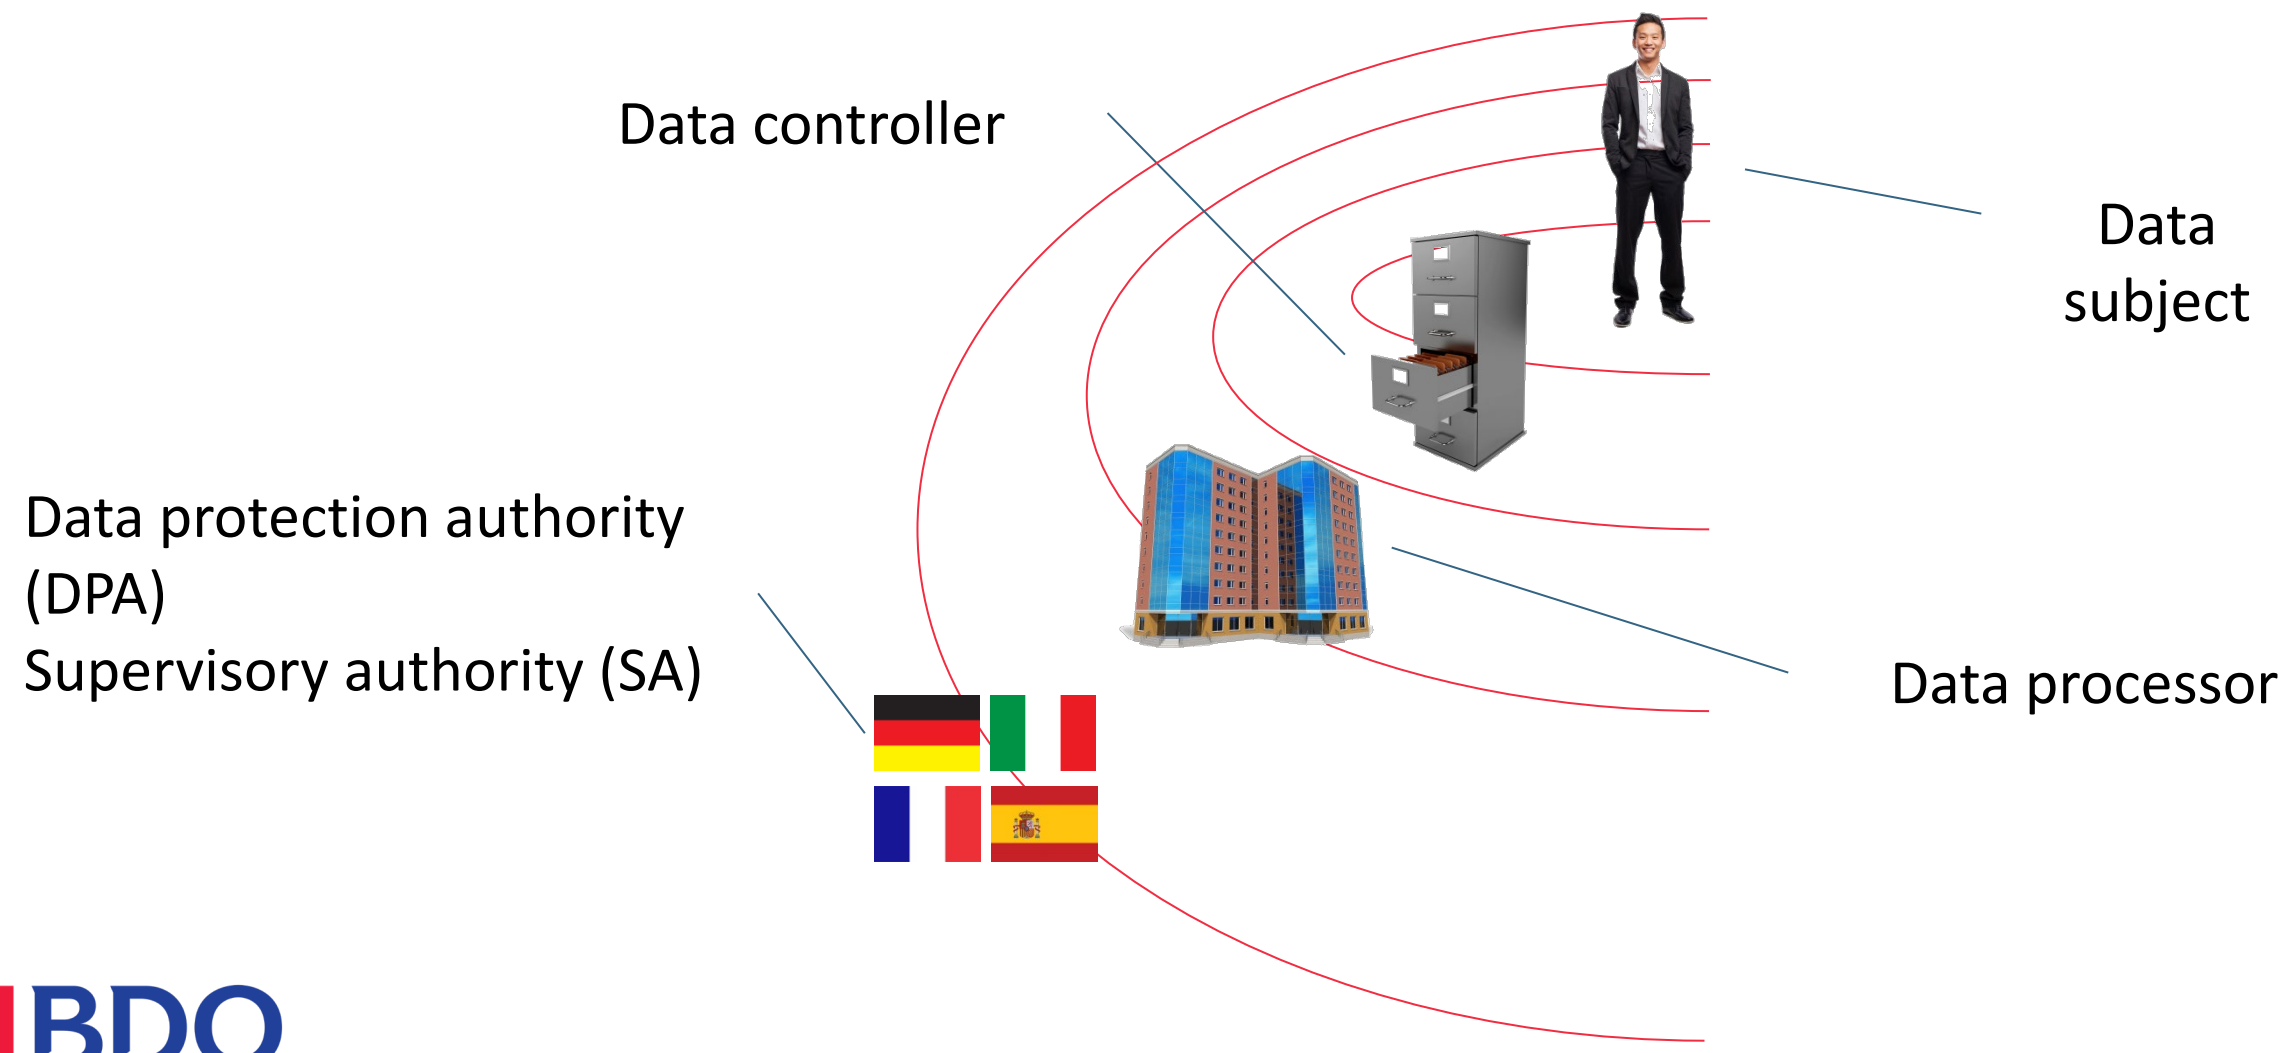 Data controller
Data
subject
Data protection authority
(DPA)
Supervisory authority (SA)
Data processor
BDO